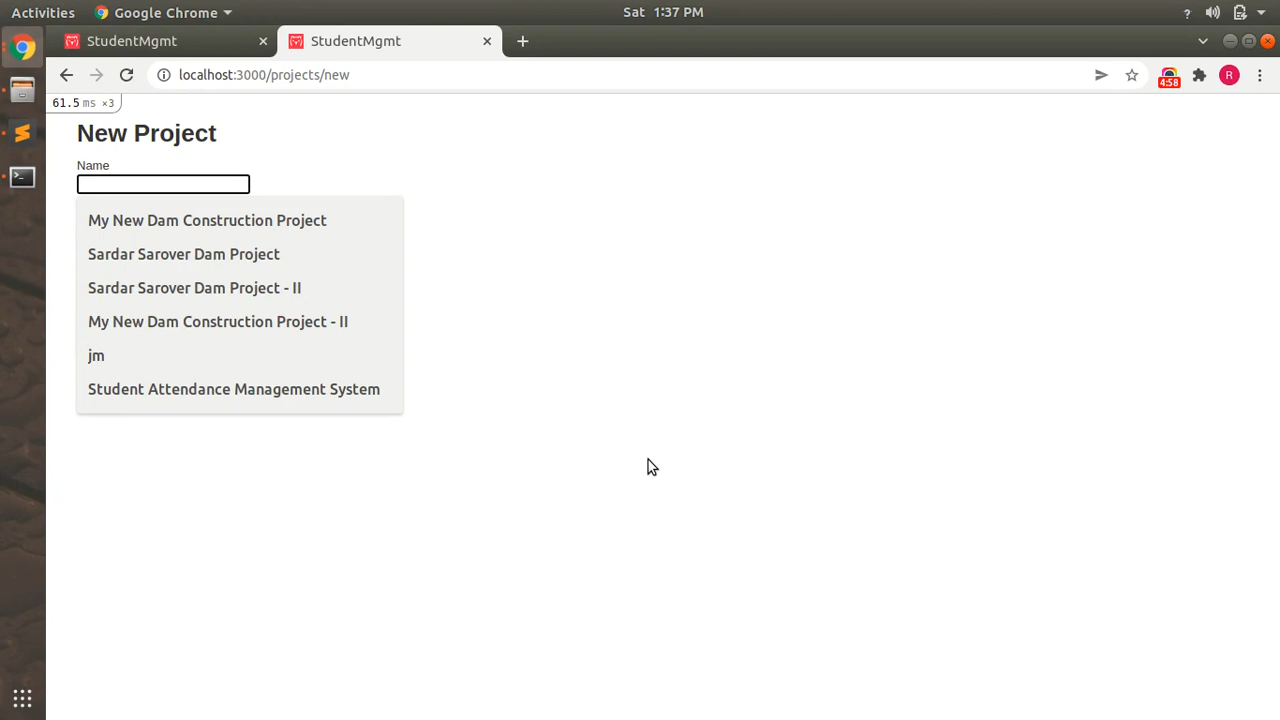 Activities Google Chrome Sat 1:37 PM ?
StudentMgmt StudentMgmt
localhost:3000/projects/new R 4:58
61.5 ms ×3
New Project
Name
My New Dam Construction Project
Sardar Sarover Dam Project
Sardar Sarover Dam Project - II
My New Dam Construction Project - II
jm
Student Attendance Management System